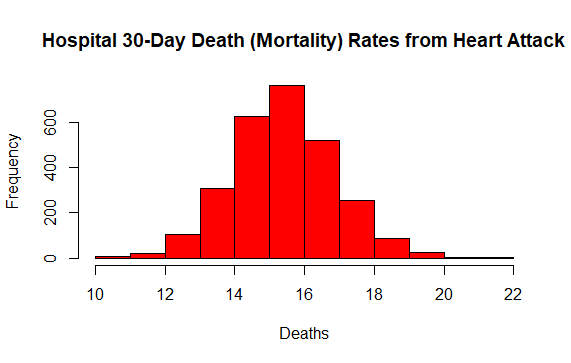 Hospital 30-Day Death (Mortality) Rates from Heart Attack
Frequency
600
400
200
0
10 12 14 16 18 20 22
Deaths